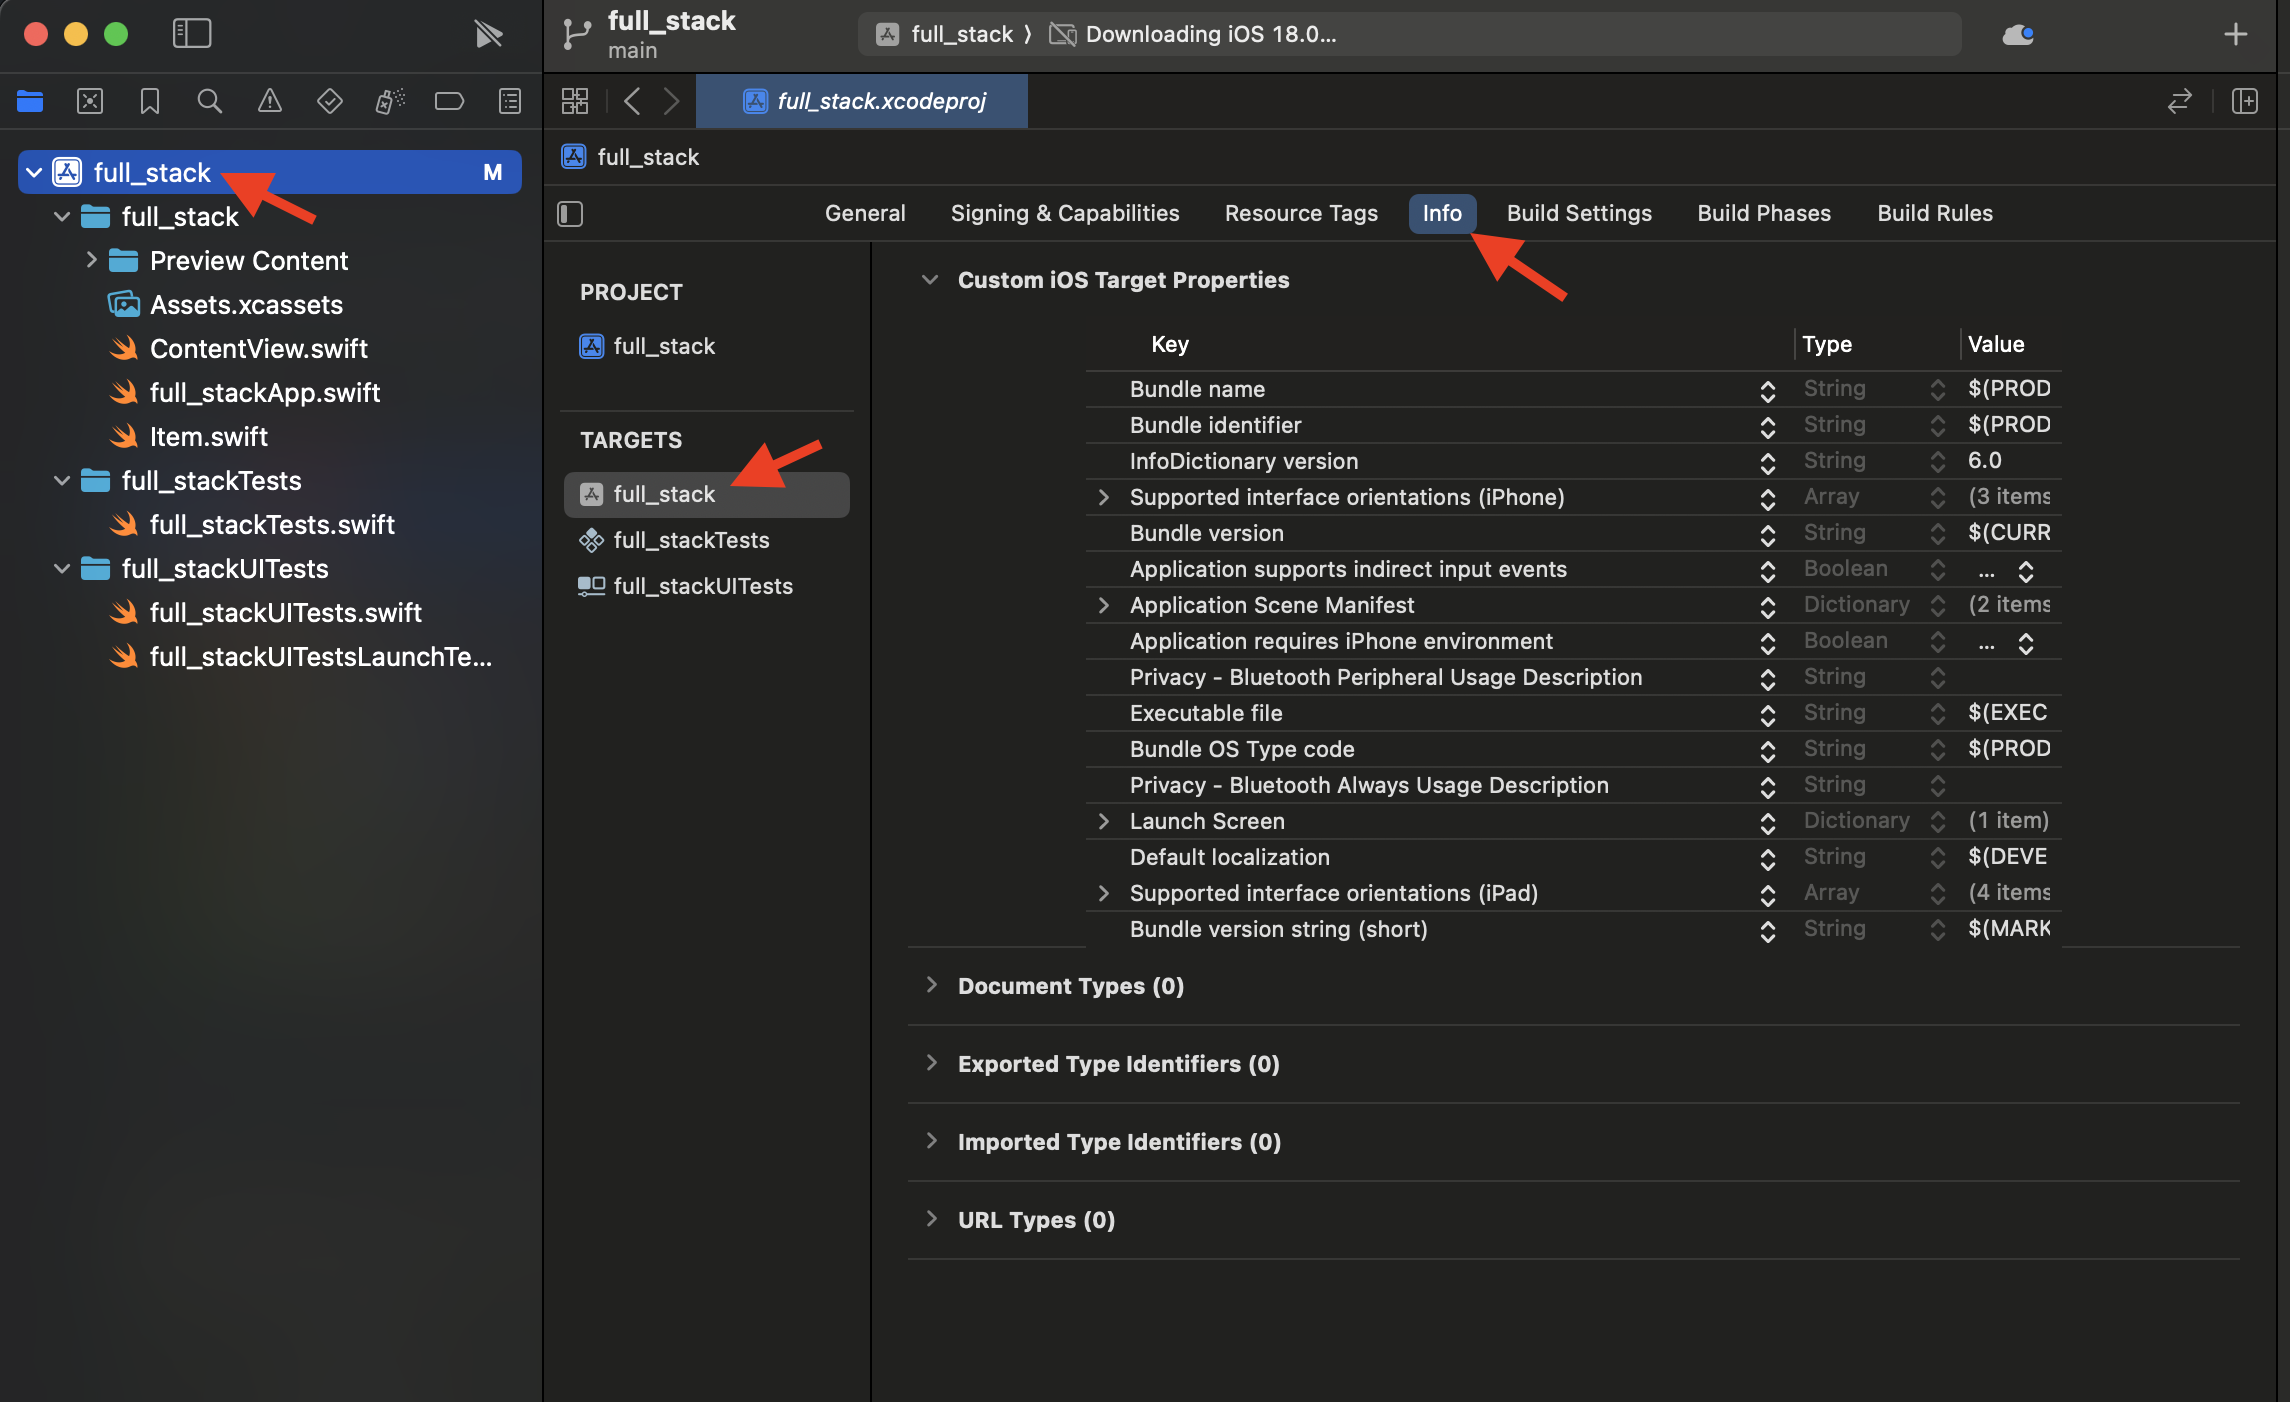 full_stack
main
full_stack ⟩ Downloading iOS 18.0...
full_stack.xcodeproj
full_stack M
full_stack
Preview Content
Assets.xcassets
ContentView.swift
full_stackApp.swift
Item.swift
full_stackTests
full_stackTests.swift
full_stackUITests
full_stackUITests.swift
full_stackUITestsLaunchTe...
full_stack
General Signing & Capabilities Resource Tags Info Build Settings Build Phases Build Rules
PROJECT
full_stack
TARGETS
full_stack
full_stackTests
full_stackUITests
Custom iOS Target Properties
Key Type Value
Bundle name String $(PROD
Bundle identifier String $(PROD
InfoDictionary version String 6.0
Supported interface orientations (iPhone) Array (3 items
Bundle version String $(CURR
Application supports indirect input events Boolean ...
Application Scene Manifest Dictionary (2 items
Application requires iPhone environment Boolean ...
Privacy - Bluetooth Peripheral Usage Description String
Executable file String $(EXEC
Bundle OS Type code String $(PROD
Privacy - Bluetooth Always Usage Description String
Launch Screen Dictionary (1 item)
Default localization String $(DEVE
Supported interface orientations (iPad) Array (4 items
Bundle version string (short) String $(MARK
Document Types (0)
Exported Type Identifiers (0)
Imported Type Identifiers (0)
URL Types (0)